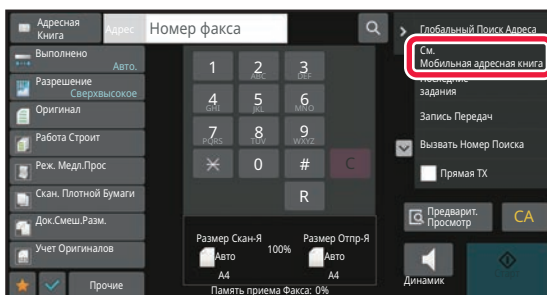 Адресная
Книга
Адрес
Номер факса
Глобальный Поиск Адреса
См.
Мобильная адресная книга
Последние
задания
Запись Передач
Вызвать Номер Поиска
Прямая TX
Предварит.
Просмотр
CA
Динамик
Выполнено
Авто.
Разрешение
Сверхвысокое
Оригинал
Работа Строит
Реж. Медл.Прос
Скан. Плотной Бумаги
Док.Смеш.Разм.
Учет Оригиналов
Прочие
1
2
ABC
3
DEF
4
GHI
5
JKL
6
MNO
7
PQRS
8
TUV
9
WXYZ
0
#
C
R
Размер Скан-Я
100%
Размер Отпр-Я
Авто
A4
Авто
A4
Память приема Факса: 0%